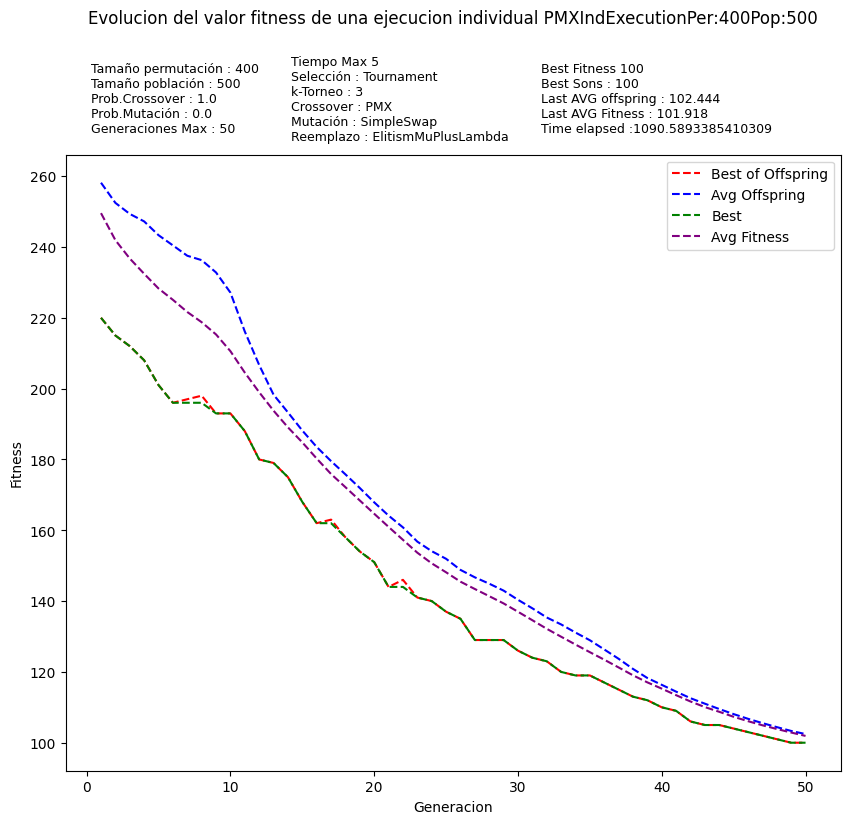 Evolucion del valor fitness de una ejecucion individual PMXIndExecutionPer:400Pop:500
Tamaño permutación : 400
Tamaño población : 500
Prob.Crossover : 1.0
Prob.Mutación : 0.0
Generaciones Max : 50
Tiempo Max 5
Selección : Tournament
k-Torneo : 3
Crossover : PMX
Mutación : SimpleSwap
Reemplazo : ElitismMuPlusLambda
Best Fitness 100
Best Sons : 100
Last AVG offspring : 102.444
Last AVG Fitness : 101.918
Time elapsed :1090.5893385410309
Best of Offspring
Avg Offspring
Best
Avg Fitness
Fitness
260
240
220
200
180
160
140
120
100
0 10 20 30 40 50
Generacion